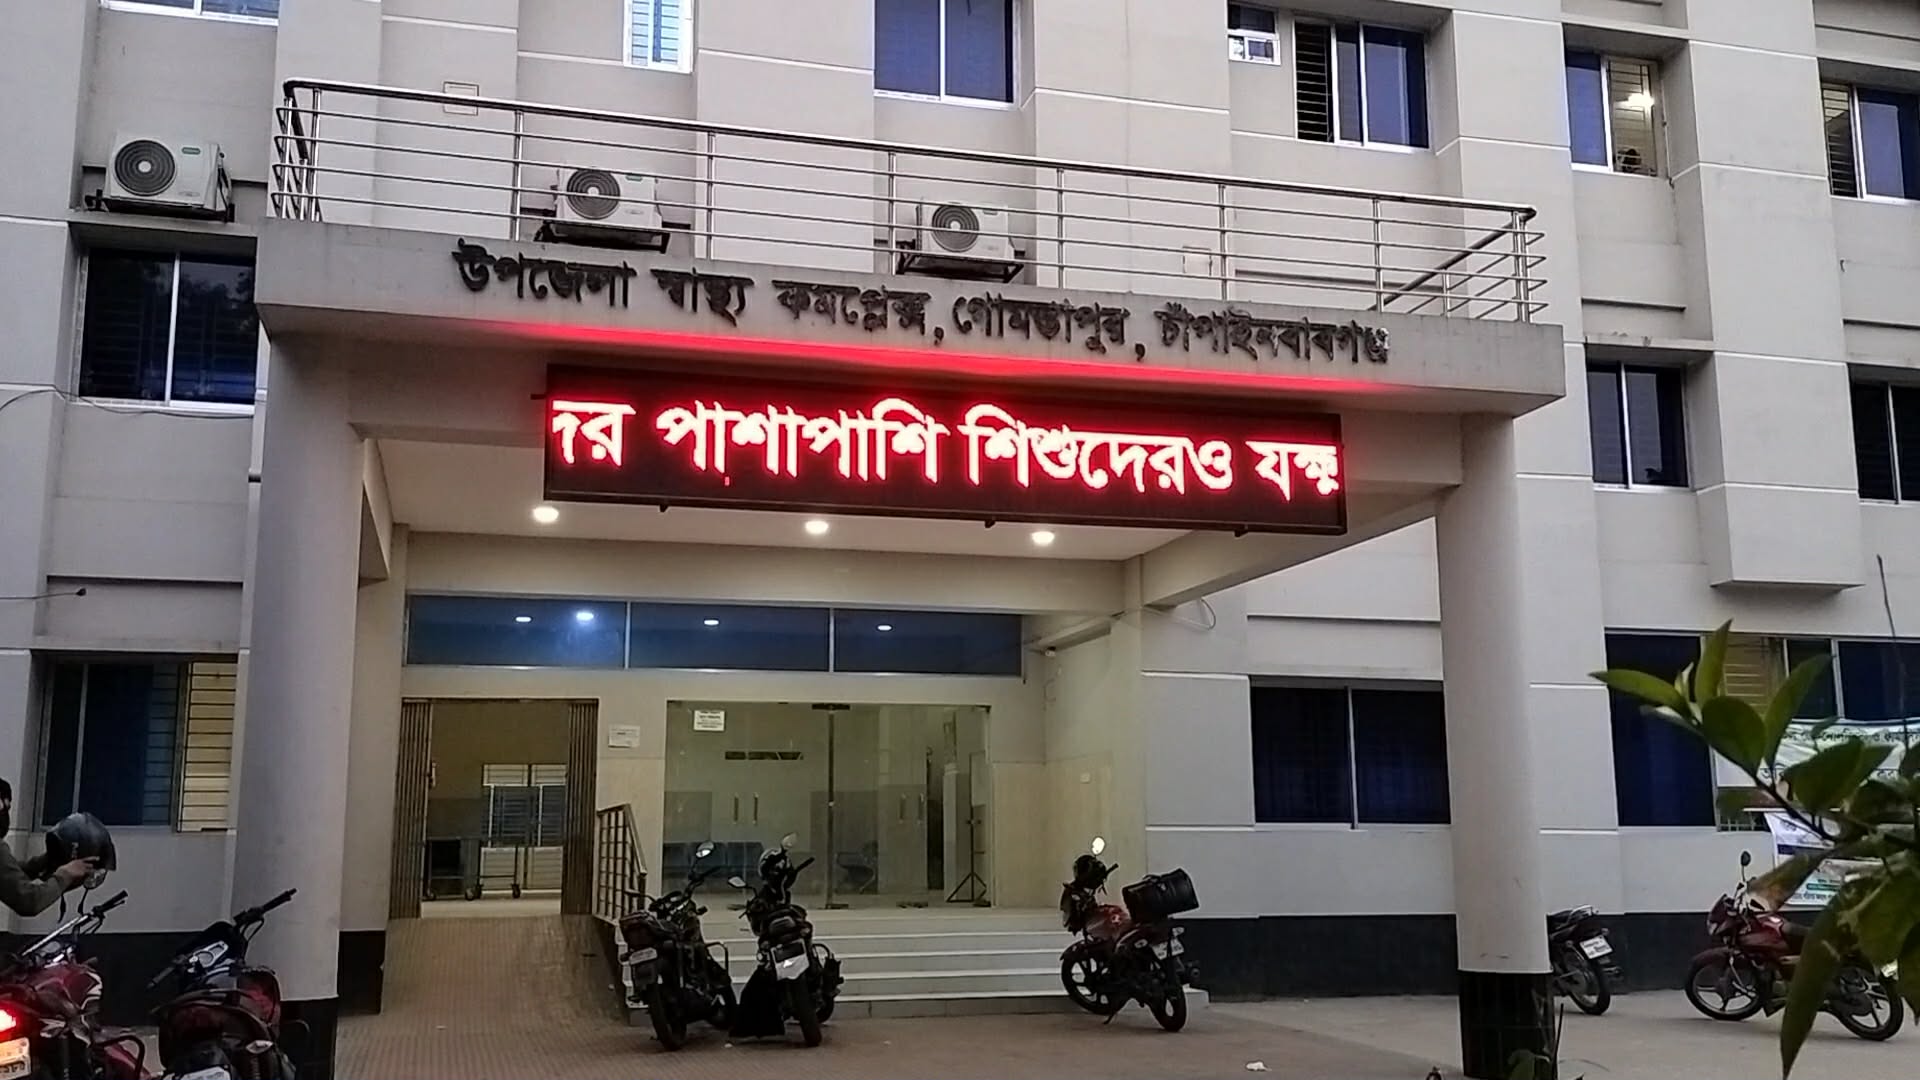 উপজেলা স্বাস্থ্য কমপ্লেক্স, গোমস্তাপুর, চাঁপাইনবাবগঞ্জ
দের পাশাপাশি শিশুদেরও যক্ষ্